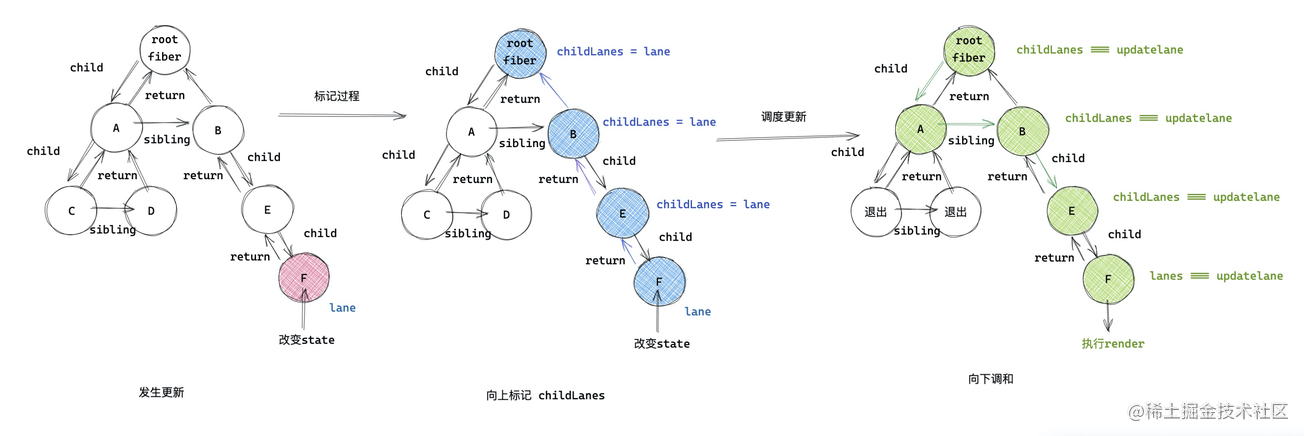 root
fiber
child
return
A
sibling
B
child
child
return
return
C
D
sibling
E
child
return
F
lane
改变state
发生更新
标记过程
root
fiber
childLanes = lane
child
return
A
sibling
B
childLanes = lane
child
child
return
return
C
D
sibling
E
childLanes = lane
child
return
F
lane
改变state
向上标记 childLanes
调度更新
root
fiber
childLanes === updatelane
child
return
A
sibling
B
childLanes === updatelane
child
child
return
return
退出
退出
sibling
E
childLanes === updatelane
child
return
F
lanes === updatelane
执行render
向下调和
@稀土掘金技术社区